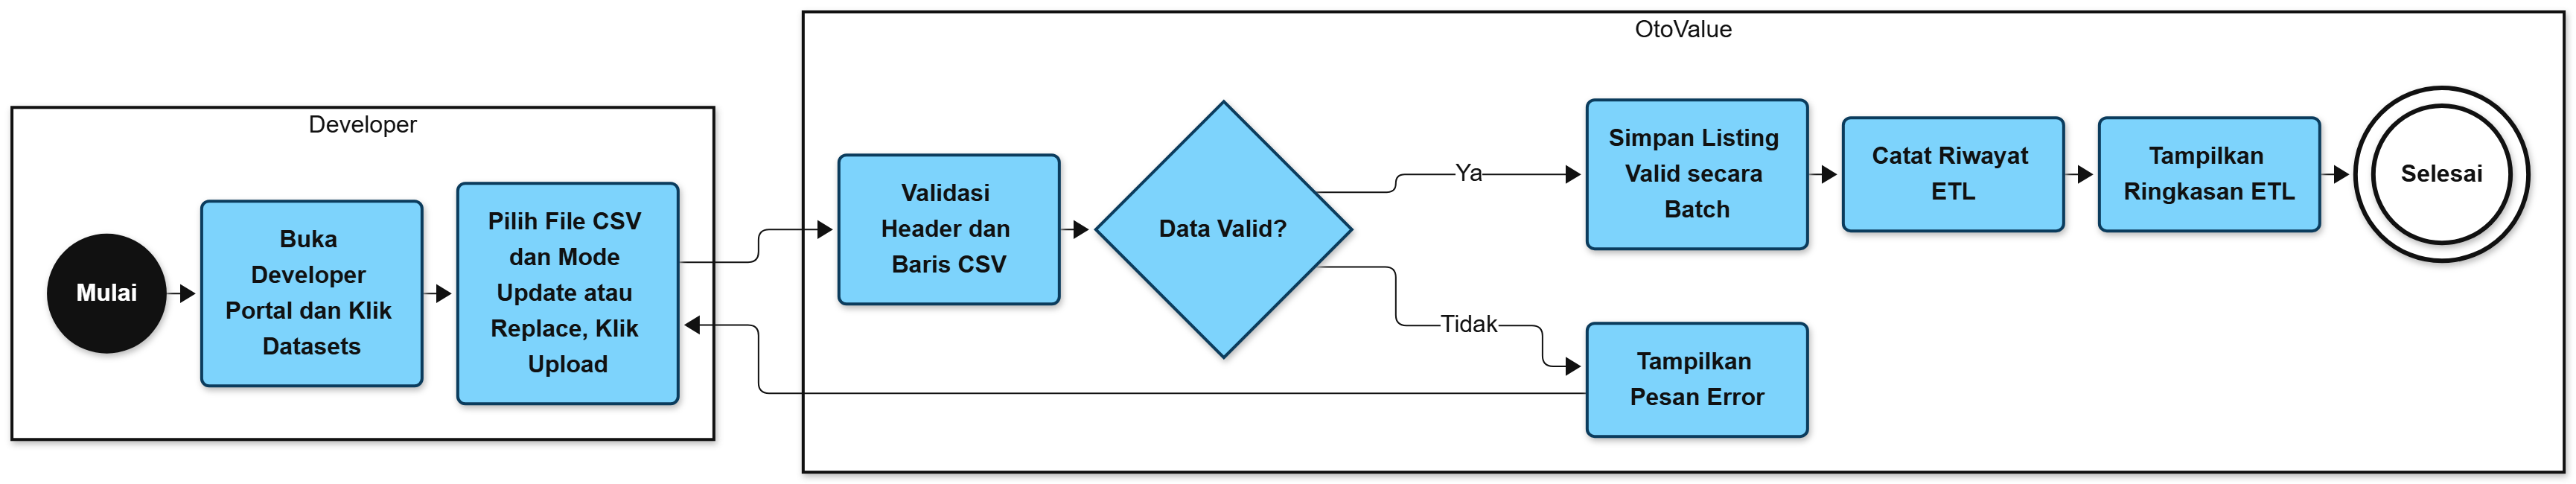 OtoValue
Developer
Mulai
Buka
Developer
Portal dan Klik
Datasets
Pilih File CSV
dan Mode
Update atau
Replace, Klik
Upload
Validasi
Header dan
Baris CSV
Data Valid?
Ya
Simpan Listing
Valid secara
Batch
Catat Riwayat
ETL
Tampilkan
Ringkasan ETL
Selesai
Tidak
Tampilkan
Pesan Error